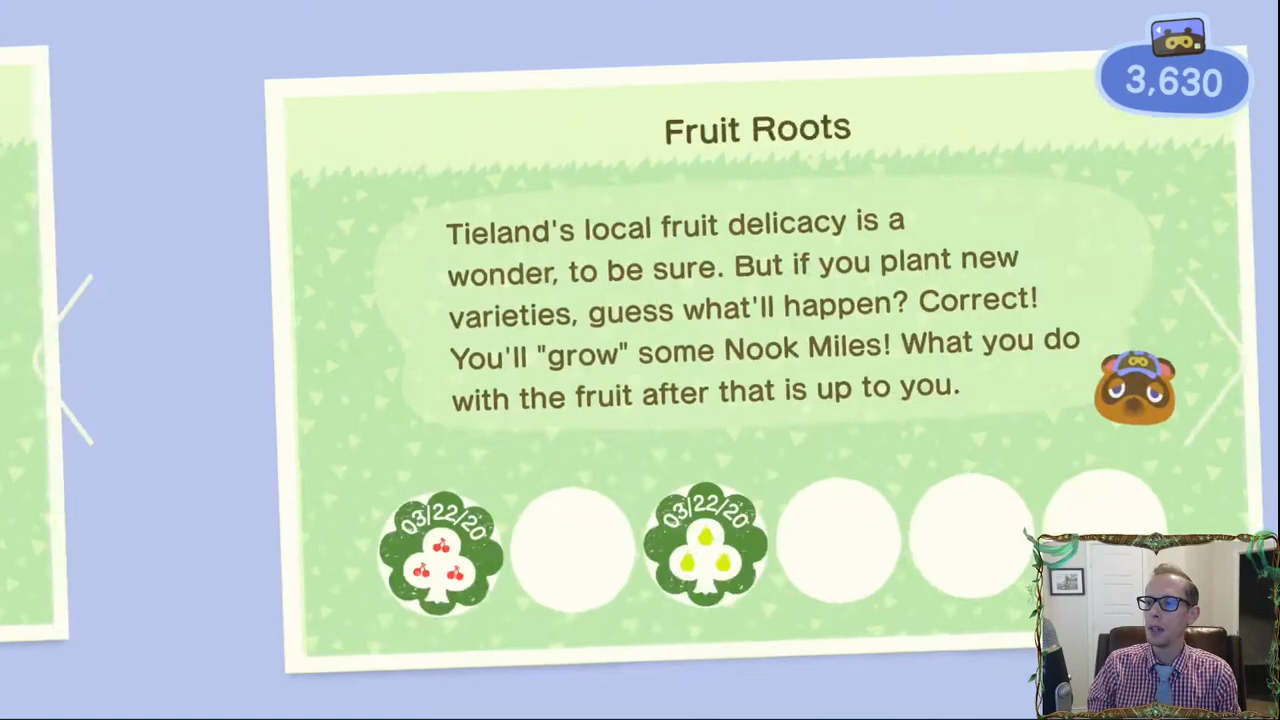 3,630
Fruit Roots
Tieland's local fruit delicacy is a
wonder, to be sure. But if you plant new
varieties, guess what'll happen? Correct!
You'll "grow" some Nook Miles! What you do
with the fruit after that is up to you.
03/22/20
03/22/20